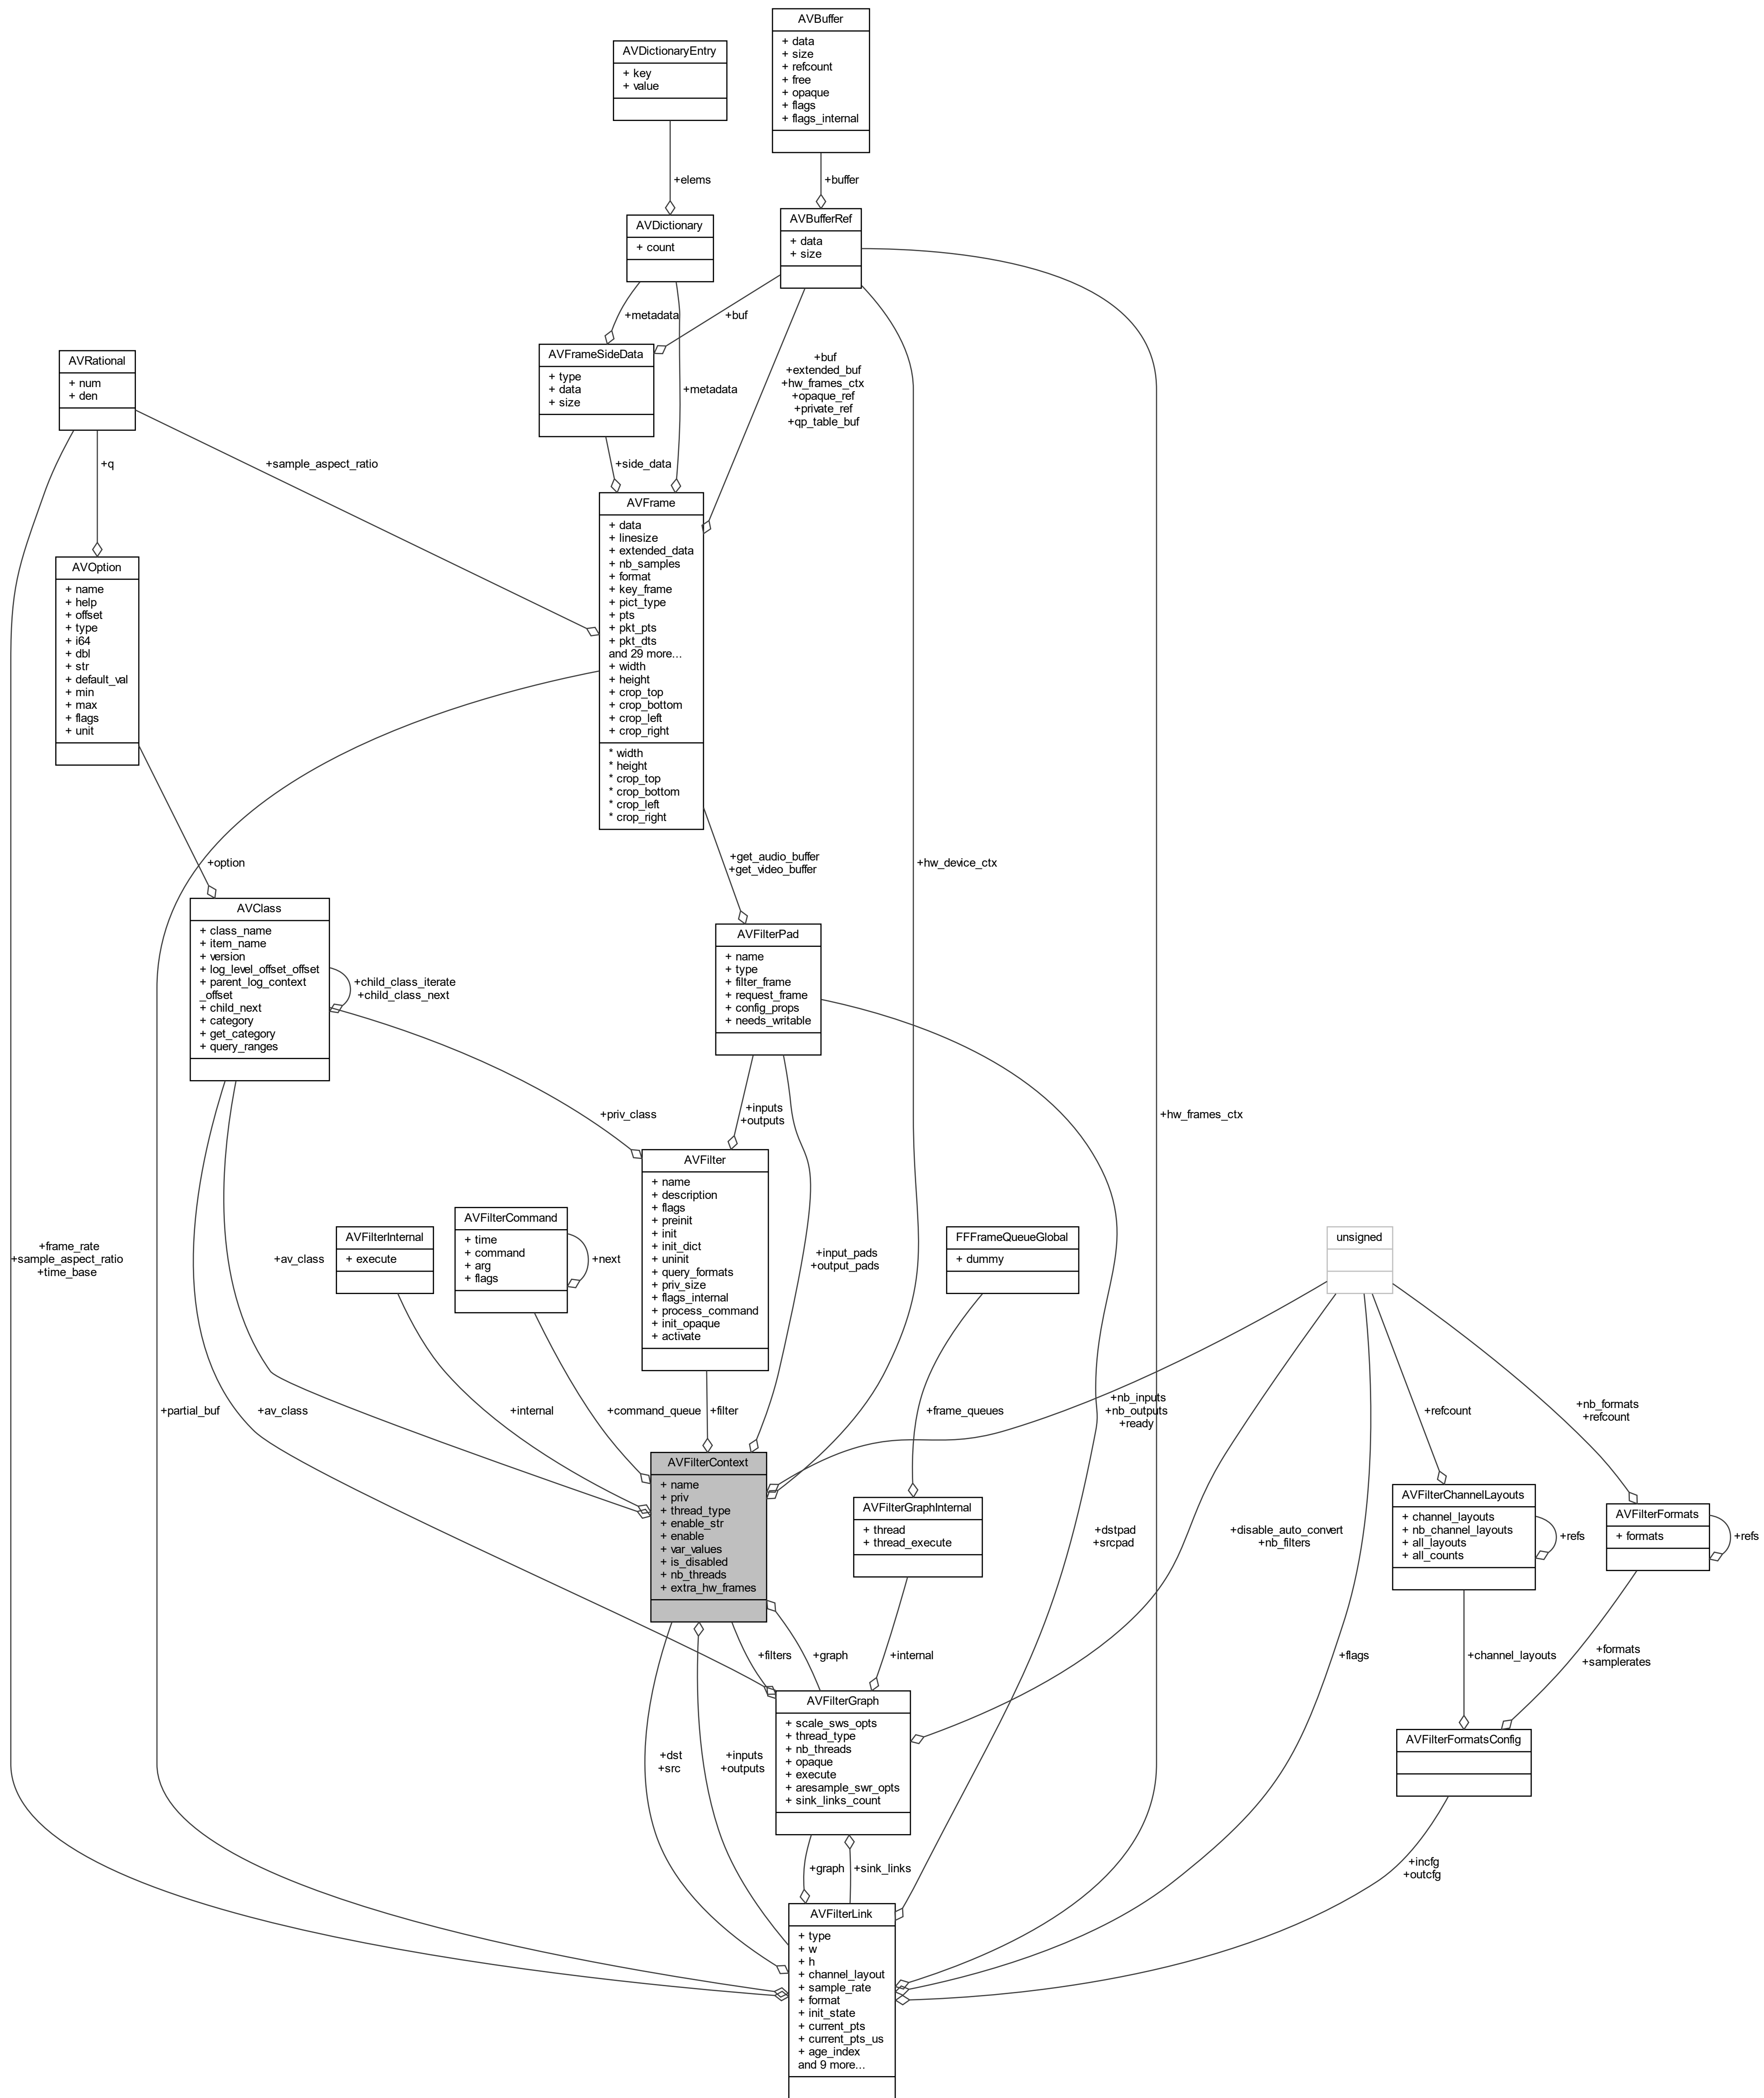 AVBuffer
+ data
+ size
+ refcount
+ free
+ opaque
+ flags
+ flags_internal
AVDictionaryEntry
+ key
+ value
+elems
+buffer
AVDictionary
+ count
AVBufferRef
+ data
+ size
+metadata
+buf
AVFrameSideData
+ type
+ data
+ size
AVRational
+ num
+ den
+buf
+extended_buf
+hw_frames_ctx
+opaque_ref
+private_ref
+qp_table_buf
+metadata
+q
+sample_aspect_ratio
+side_data
AVFrame
+ data
+ linesize
+ extended_data
+ nb_samples
+ format
+ key_frame
+ pict_type
+ pts
+ pkt_pts
+ pkt_dts
and 29 more...
+ width
+ height
+ crop_top
+ crop_bottom
+ crop_left
+ crop_right
* width
* height
* crop_top
* crop_bottom
* crop_left
* crop_right
AVOption
+ name
+ help
+ offset
+ type
+ i64
+ dbl
+ str
+ default_val
+ min
+ max
+ flags
+ unit
+option
+get_audio_buffer
+get_video_buffer
+hw_device_ctx
AVClass
+ class_name
+ item_name
+ version
+ log_level_offset_offset
+ parent_log_context
_offset
+ child_next
+ category
+ get_category
+ query_ranges
+child_class_iterate
+child_class_next
AVFilterPad
+ name
+ type
+ filter_frame
+ request_frame
+ config_props
+ needs_writable
+priv_class
+inputs
+outputs
+hw_frames_ctx
AVFilter
+ name
+ description
+ flags
+ preinit
+ init
+ init_dict
+ uninit
+ query_formats
+ priv_size
+ flags_internal
+ process_command
+ init_opaque
+ activate
+frame_rate
+sample_aspect_ratio
+time_base
+av_class
AVFilterInternal
+ execute
AVFilterCommand
+ time
+ command
+ arg
+ flags
+next
+input_pads
+output_pads
FFFrameQueueGlobal
+ dummy
unsigned
+partial_buf
+av_class
+internal
+command_queue
+filter
+frame_queues
+nb_inputs
+nb_outputs
+ready
+refcount
+nb_formats
+refcount
AVFilterContext
+ name
+ priv
+ thread_type
+ enable_str
+ enable
+ var_values
+ is_disabled
+ nb_threads
+ extra_hw_frames
AVFilterGraphInternal
+ thread
+ thread_execute
+dstpad
+srcpad
+disable_auto_convert
+nb_filters
AVFilterChannelLayouts
+ channel_layouts
+ nb_channel_layouts
+ all_layouts
+ all_counts
+refs
AVFilterFormats
+ formats
+refs
+filters
+graph
+internal
+flags
+channel_layouts
+formats
+samplerates
AVFilterGraph
+ scale_sws_opts
+ thread_type
+ nb_threads
+ opaque
+ execute
+ aresample_swr_opts
+ sink_links_count
+dst
+src
+inputs
+outputs
AVFilterFormatsConfig
+graph
+sink_links
+incfg
+outcfg
AVFilterLink
+ type
+ w
+ h
+ channel_layout
+ sample_rate
+ format
+ init_state
+ current_pts
+ current_pts_us
+ age_index
and 9 more...